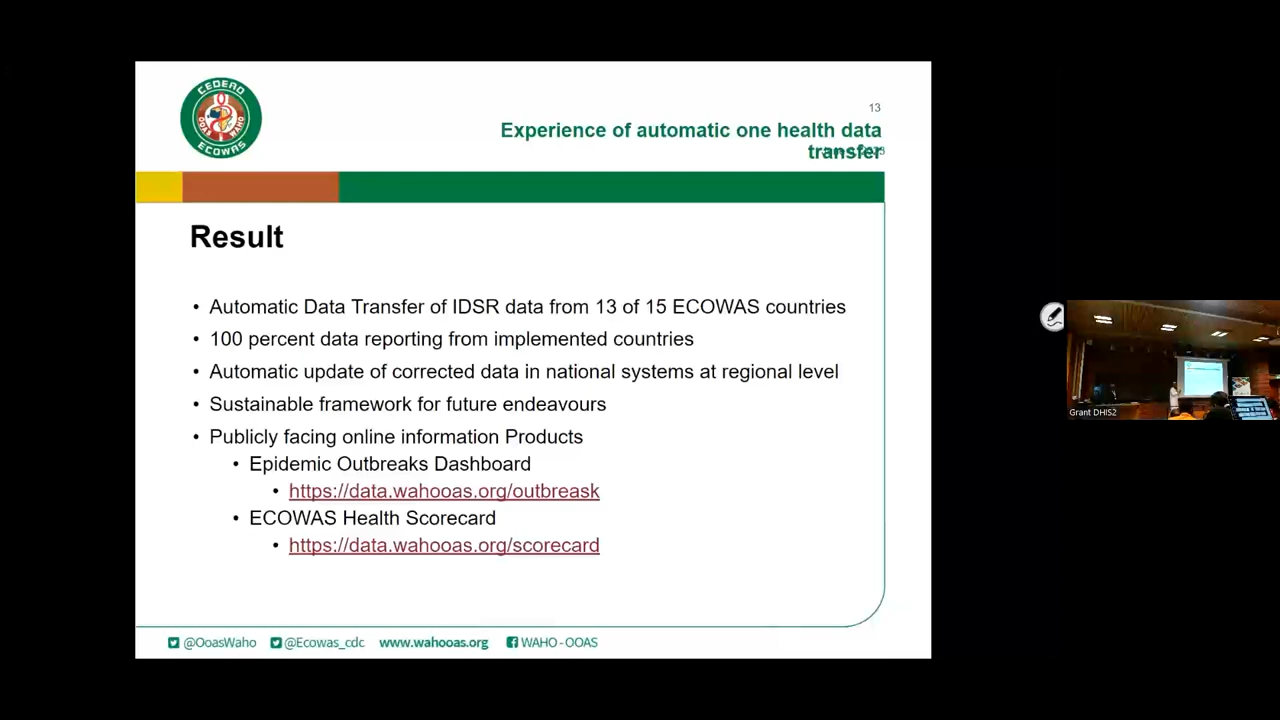 CEDEAO
OOAS WAHO
ECOWAS
13
Experience of automatic one health data
transfer
Result
• Automatic Data Transfer of IDSR data from 13 of 15 ECOWAS countries
• 100 percent data reporting from implemented countries
• Automatic update of corrected data in national systems at regional level
• Sustainable framework for future endeavours
• Publicly facing online information Products
• Epidemic Outbreaks Dashboard
• https://data.wahooas.org/outbreask
• ECOWAS Health Scorecard
• https://data.wahooas.org/scorecard
@OoasWaho @Ecowas_cdc www.wahooas.org WAHO - OOAS
Grant DHIS2